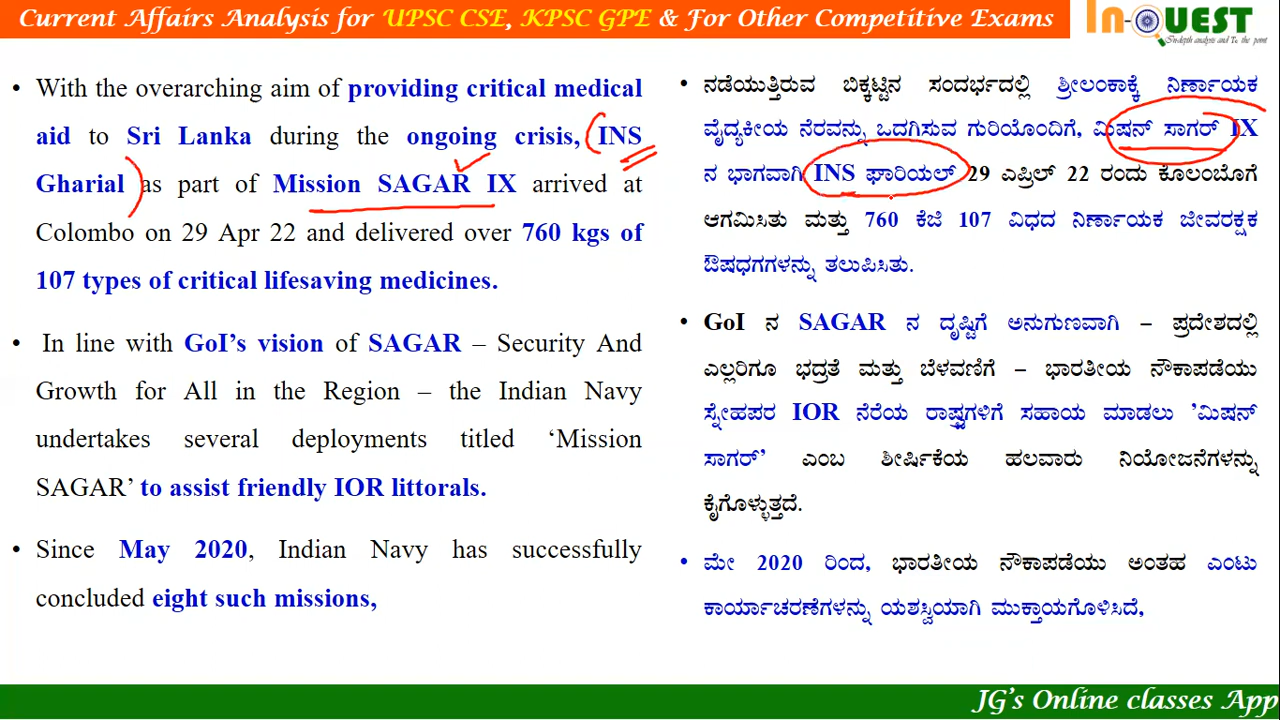 Current Affairs Analysis for UPSC CSE, KPSC GPE & For Other Competitive Exams
In-QUEST
In-depth analysis and To the point
• With the overarching aim of providing critical medical
aid to Sri Lanka during the ongoing crisis, INS
Gharial as part of Mission SAGAR IX arrived at
Colombo on 29 Apr 22 and delivered over 760 kgs of
107 types of critical lifesaving medicines.
• In line with GoI's vision of SAGAR – Security And
Growth for All in the Region – the Indian Navy
undertakes several deployments titled ‘Mission
SAGAR’ to assist friendly IOR littorals.
• Since May 2020, Indian Navy has successfully
concluded eight such missions,
• ನಡೆಯುತ್ತಿರುವ ಬಿಕ್ಕಟ್ಟಿನ ಸಂದರ್ಭದಲ್ಲಿ ಶ್ರೀಲಂಕಾಕ್ಕೆ ನಿರ್ಣಾಯಕ
ವೈದ್ಯಕೀಯ ನೆರವನ್ನು ಒದಗಿಸುವ ಗುರಿಯೊಂದಿಗೆ, ಮಿಷನ್ ಸಾಗರ್ IX
ನ ಭಾಗವಾಗಿ INS ಘಾರಿಯಲ್ 29 ಎಪ್ರಿಲ್ 22 ರಂದು ಕೊಲಂಬೊಗೆ
ಆಗಮಿಸಿತು ಮತ್ತು 760 ಕೆಜಿ 107 ವಿಧದ ನಿರ್ಣಾಯಕ ಜೀವರಕ್ಷಕ
ಔಷಧಗಗಳನ್ನು ತಲುಪಿಸಿತು.
• GoI ನ SAGAR ನ ದೃಷ್ಟಿಗೆ ಅನುಗುಣವಾಗಿ – ಪ್ರದೇಶದಲ್ಲಿ
ಎಲ್ಲರಿಗೂ ಭದ್ರತೆ ಮತ್ತು ಬೆಳವಣಿಗೆ – ಭಾರತೀಯ ನೌಕಾಪಡೆಯು
ಸ್ನೇಹಪರ IOR ನೆರೆಯ ರಾಷ್ಟ್ರಗಳಿಗೆ ಸಹಾಯ ಮಾಡಲು 'ಮಿಷನ್
ಸಾಗರ್' ಎಂಬ ಶೀರ್ಷಿಕೆಯ ಹಲವಾರು ನಿಯೋಜನೆಗಳನ್ನು
ಕೈಗೊಳ್ಳುತ್ತದೆ.
• ಮೇ 2020 ರಿಂದ, ಭಾರತೀಯ ನೌಕಾಪಡೆಯು ಅಂತಹ ಎಂಟು
ಕಾರ್ಯಾಚರಣೆಗಳನ್ನು ಯಶಸ್ವಿಯಾಗಿ ಮುಕ್ತಾಯಗೊಳಿಸಿದೆ,
JG's Online classes App